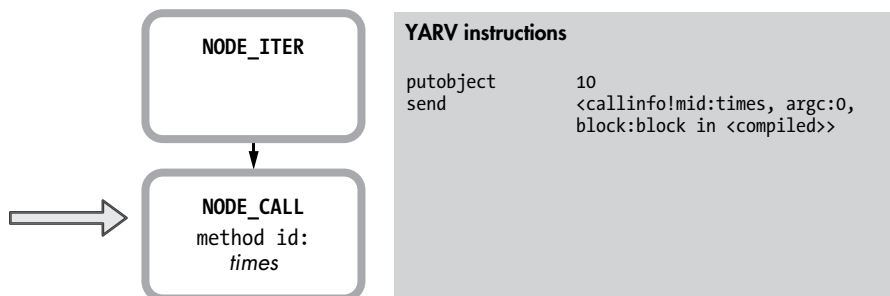 NODE_ITER
NODE_CALL
method id:
times
YARV instructions
putobject 10
send <callinfo!mid:times, argc:0,
block:block in <compiled>>